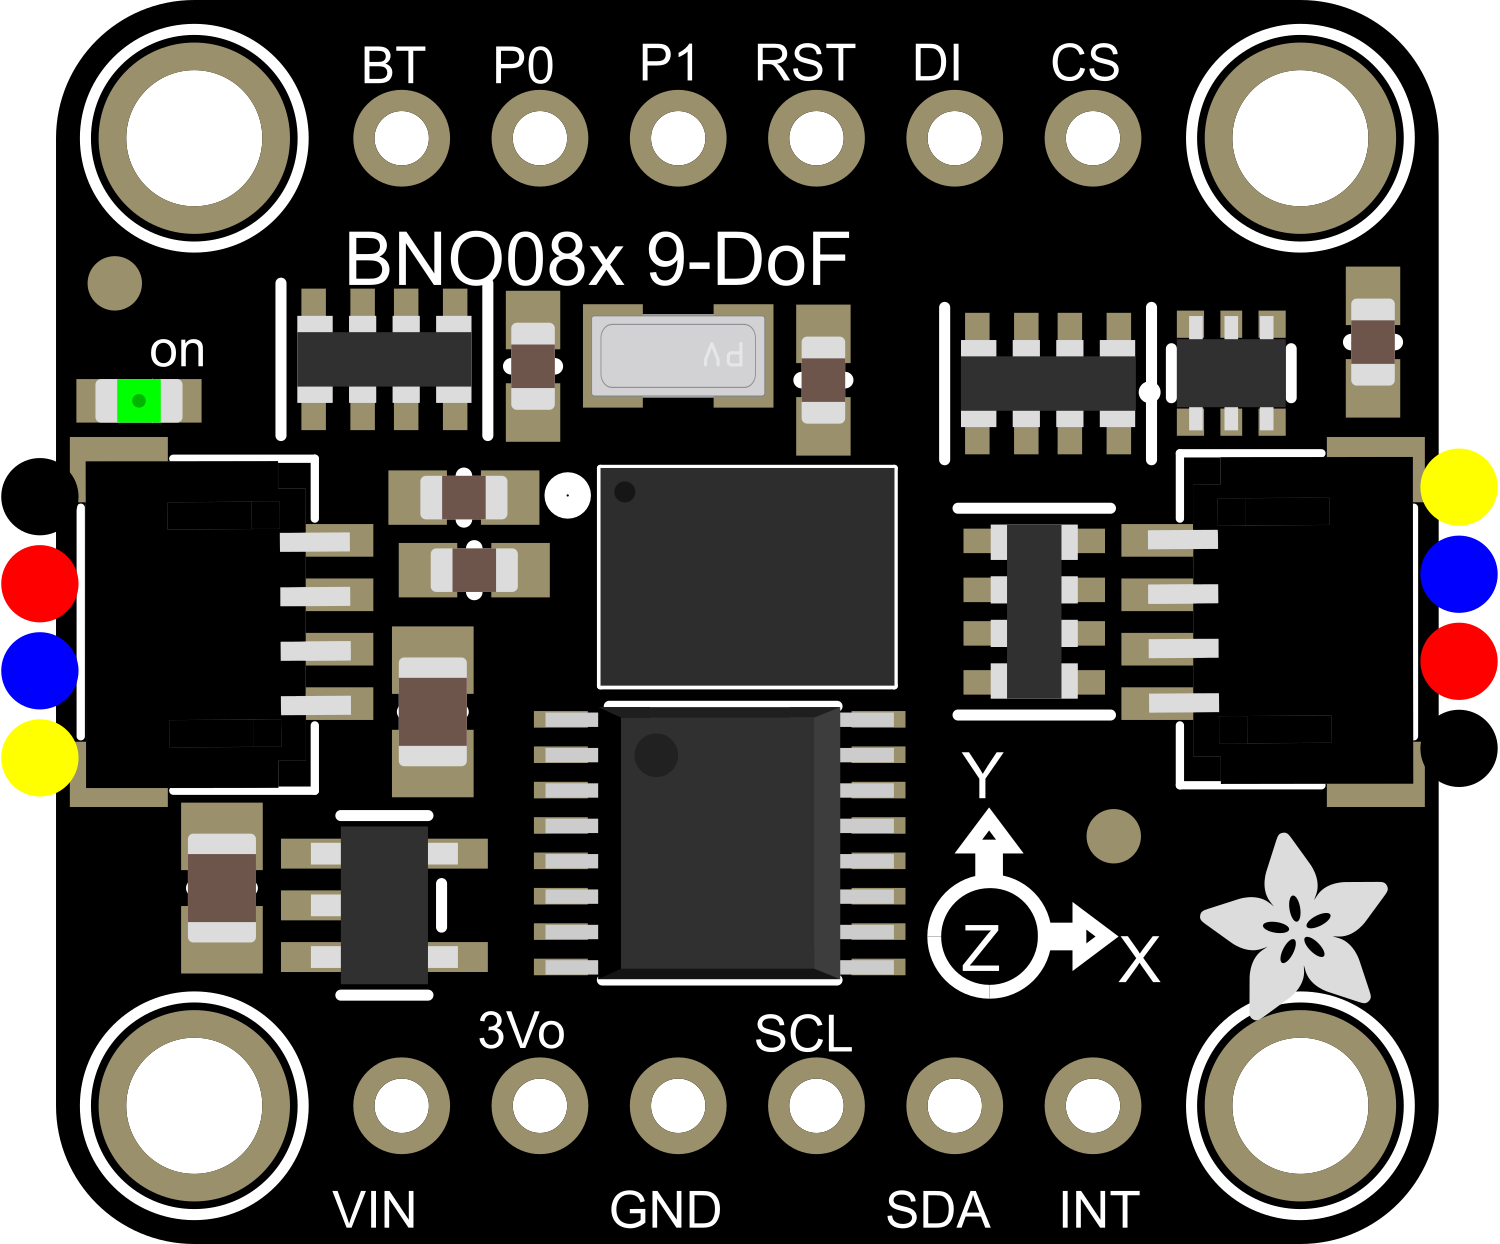 BT P0 P1 RST DI CS
BNO08x 9-DoF
on
Y
Z
X
3Vo SCL
VIN GND SDA INT